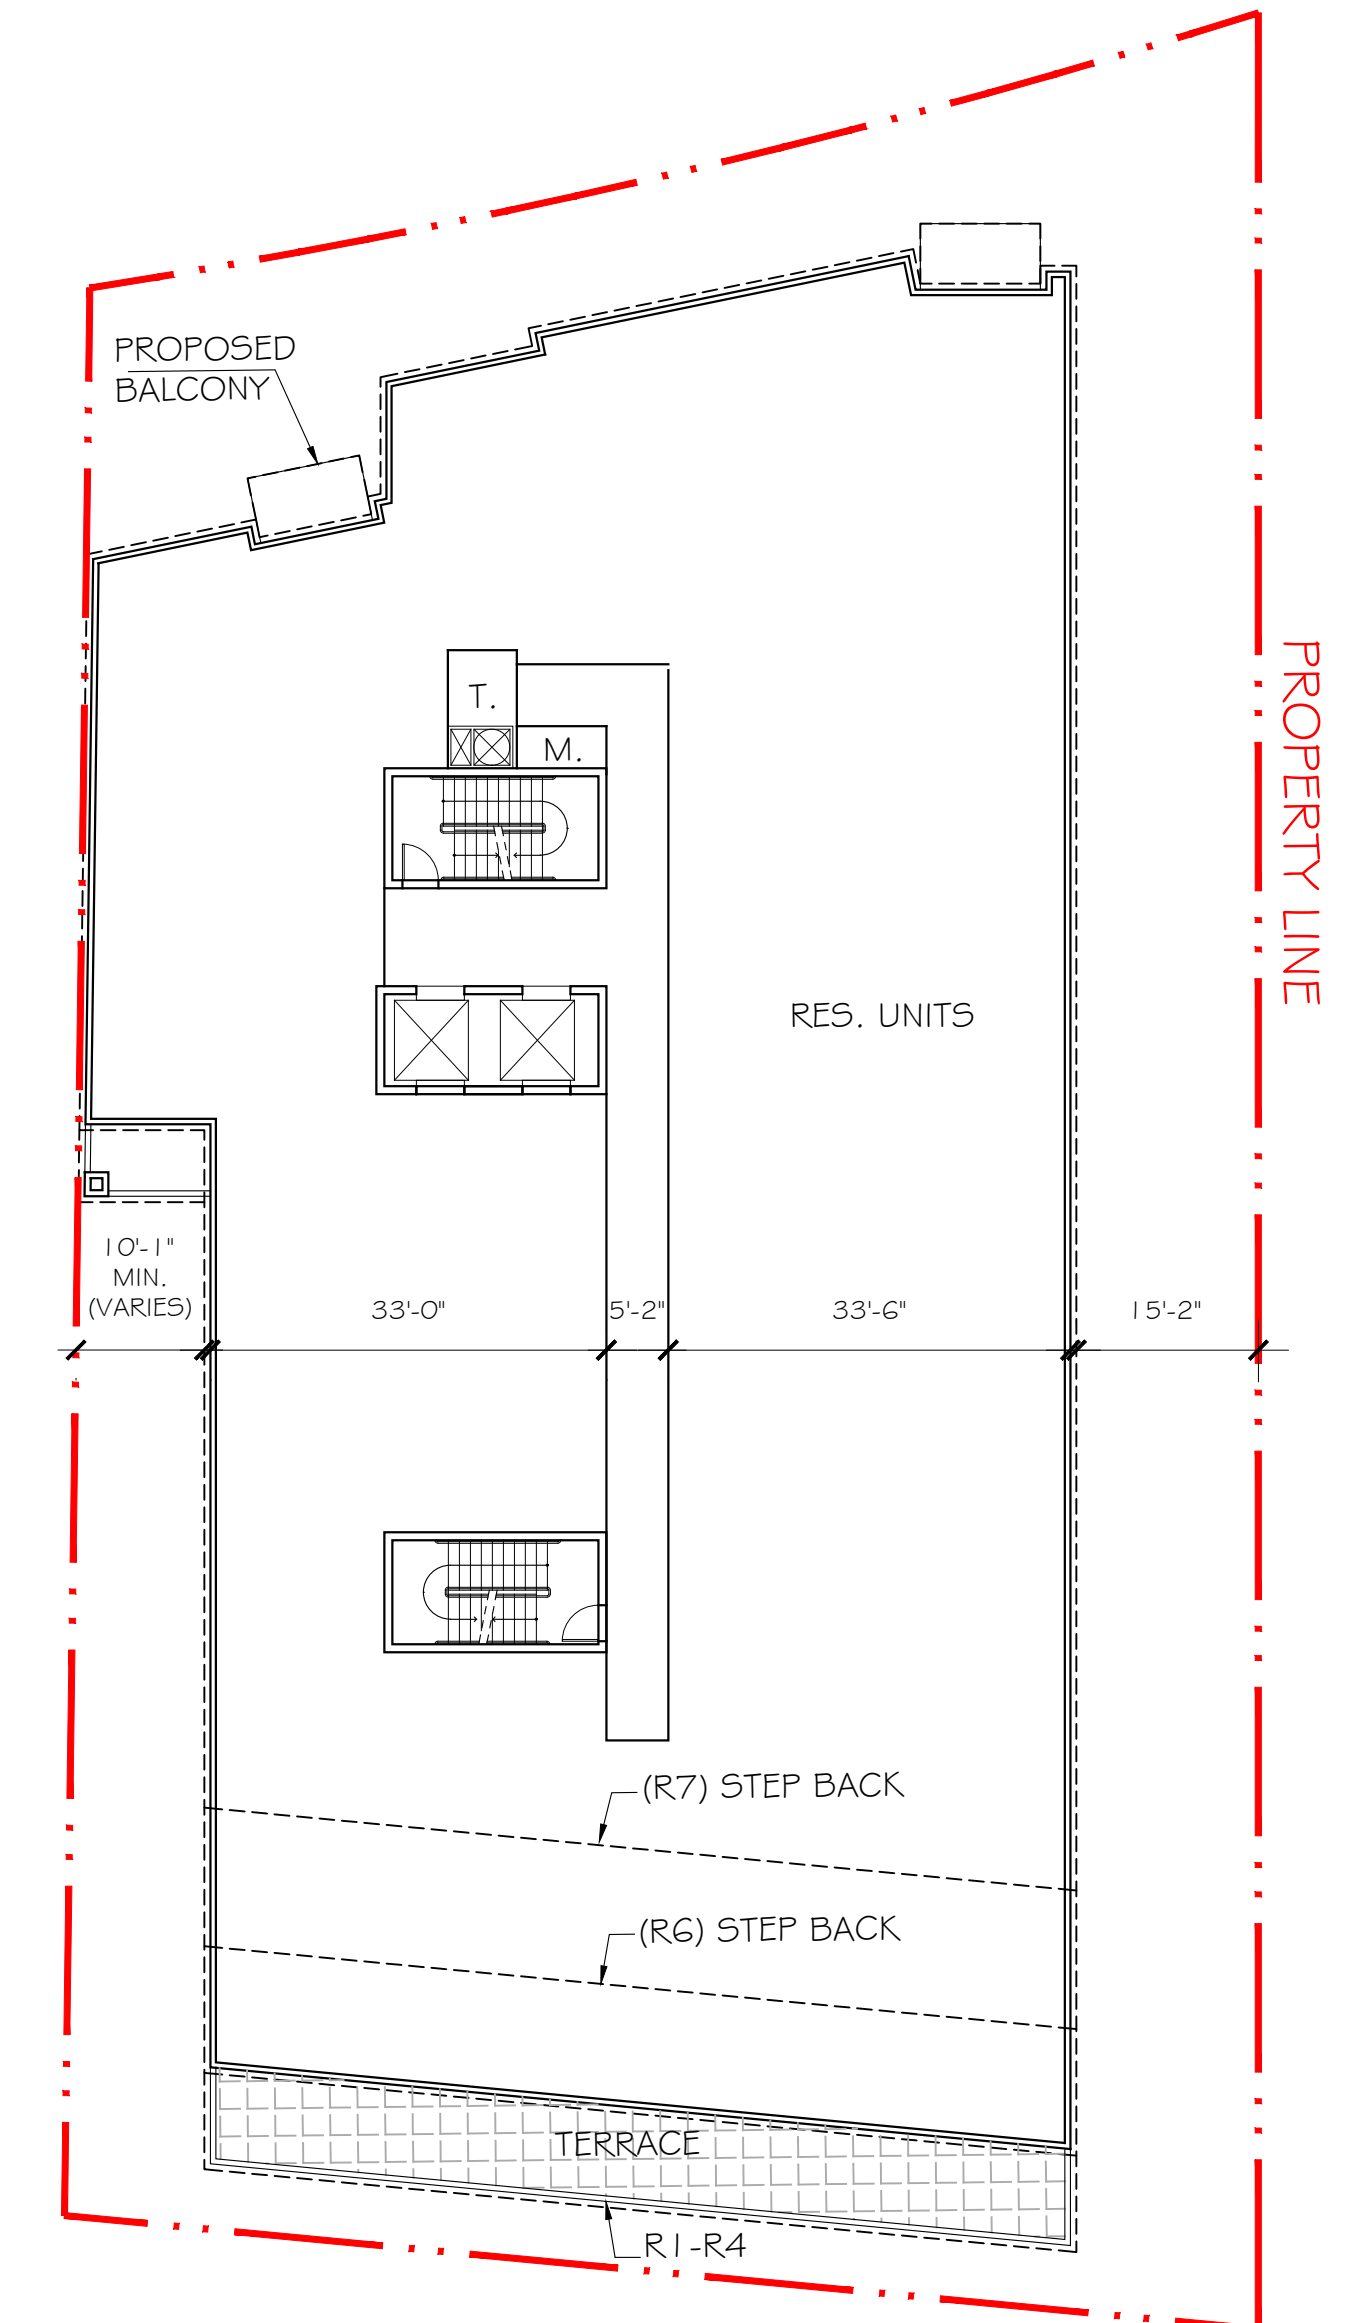 PROPOSED
BALCONY
T.
M.
PROPERTY LINE
RES. UNITS
10'-1"
MIN.
(VARIES)
33'-0"
5'-2"
33'-6"
15'-2"
(R7) STEP BACK
(R6) STEP BACK
TERRACE
R1-R4